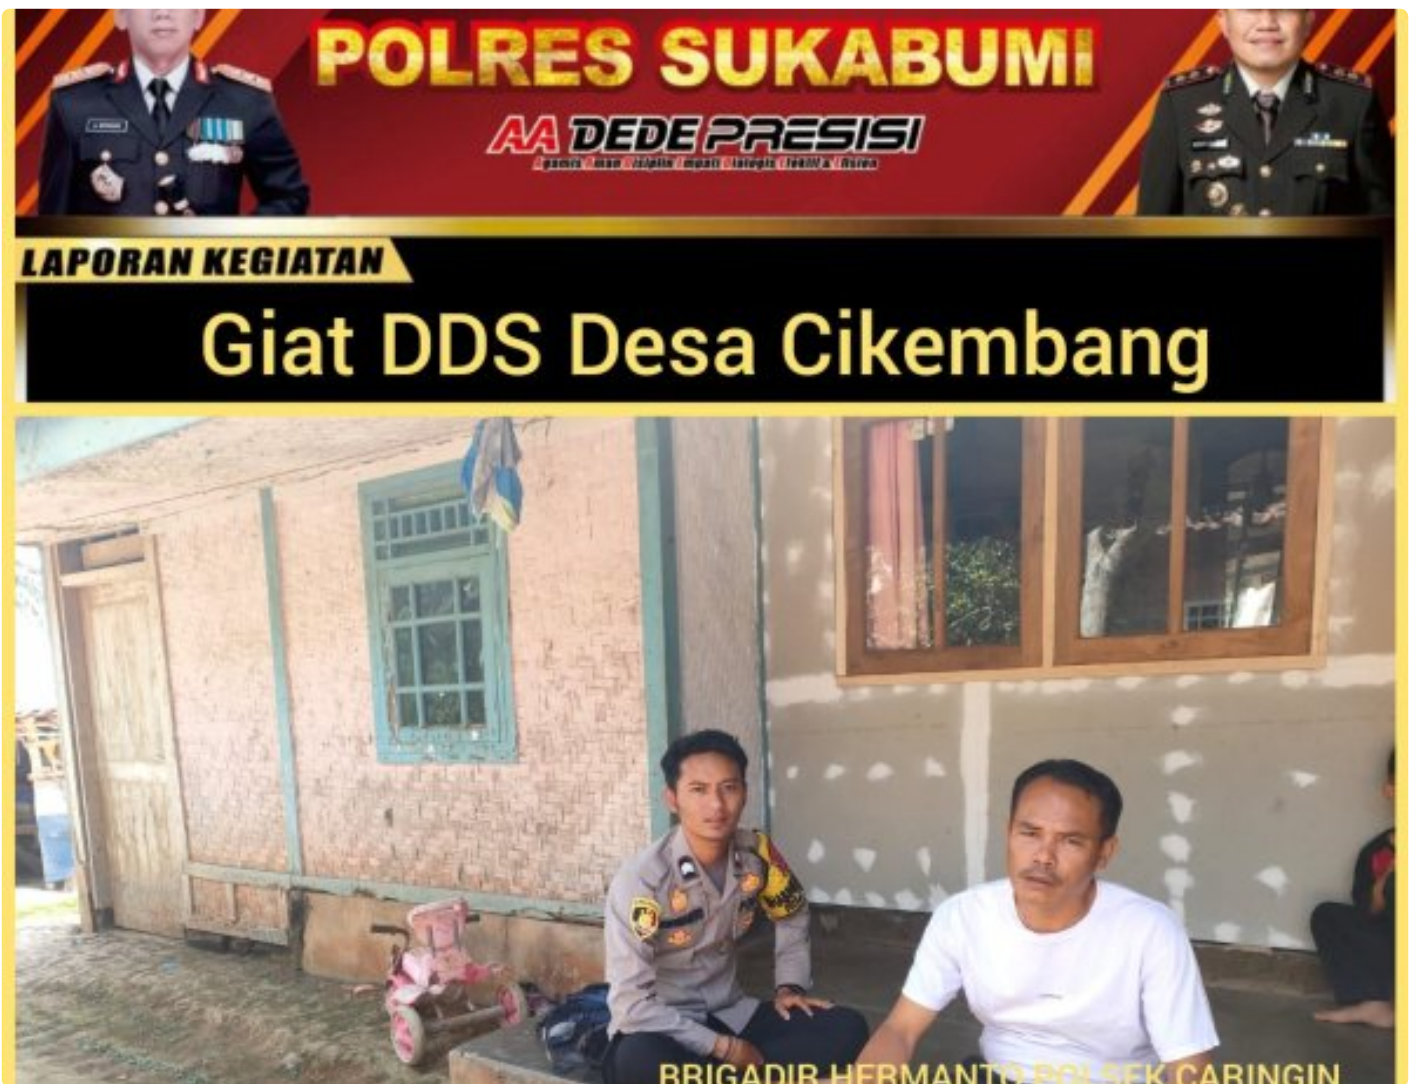 POLRES SUKABUMI
AA DEDE PRESISI
LAPORAN KEGIATAN
Giat DDS Desa Cikembang
BRIGADIR HERMANTO POLSEK CARINGIN